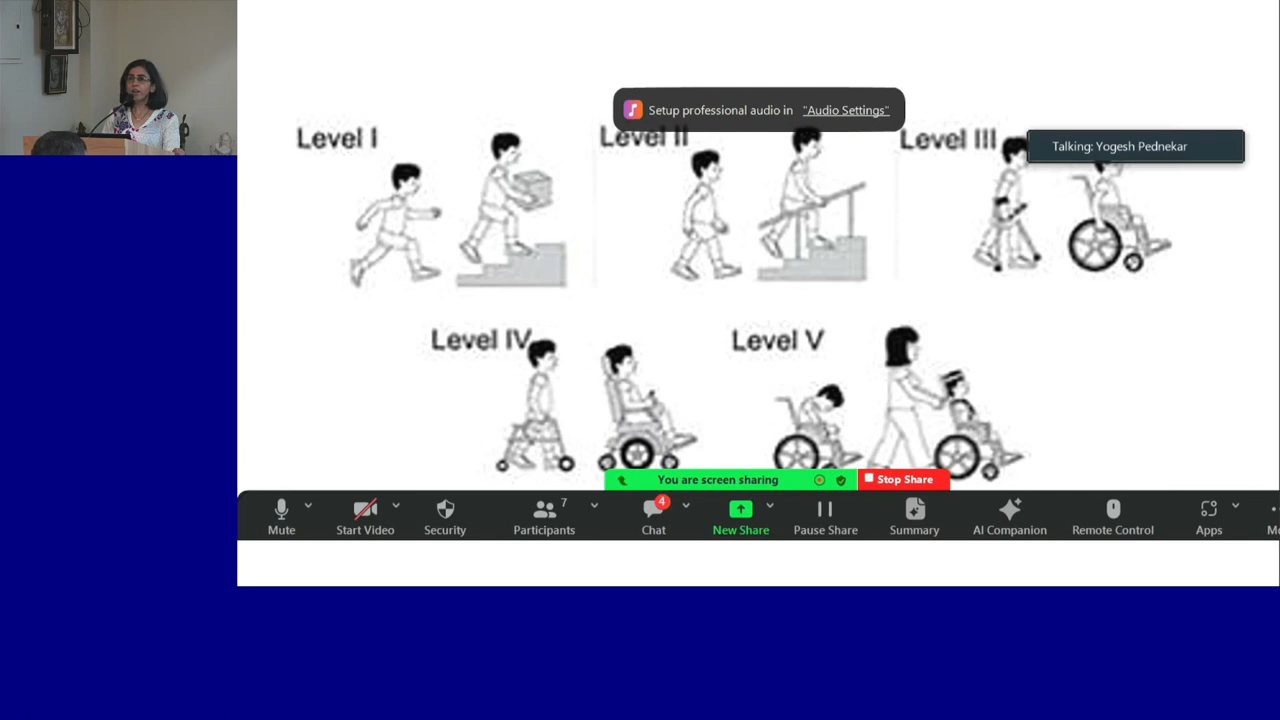 Setup professional audio in "Audio Settings"
Level I
Level II
Level III
Talking: Yogesh Pednekar
Level IV
Level V
You are screen sharing
Stop Share
Mute
Start Video
Security
Participants
7
Chat
4
New Share
Pause Share
Summary
AI Companion
Remote Control
Apps